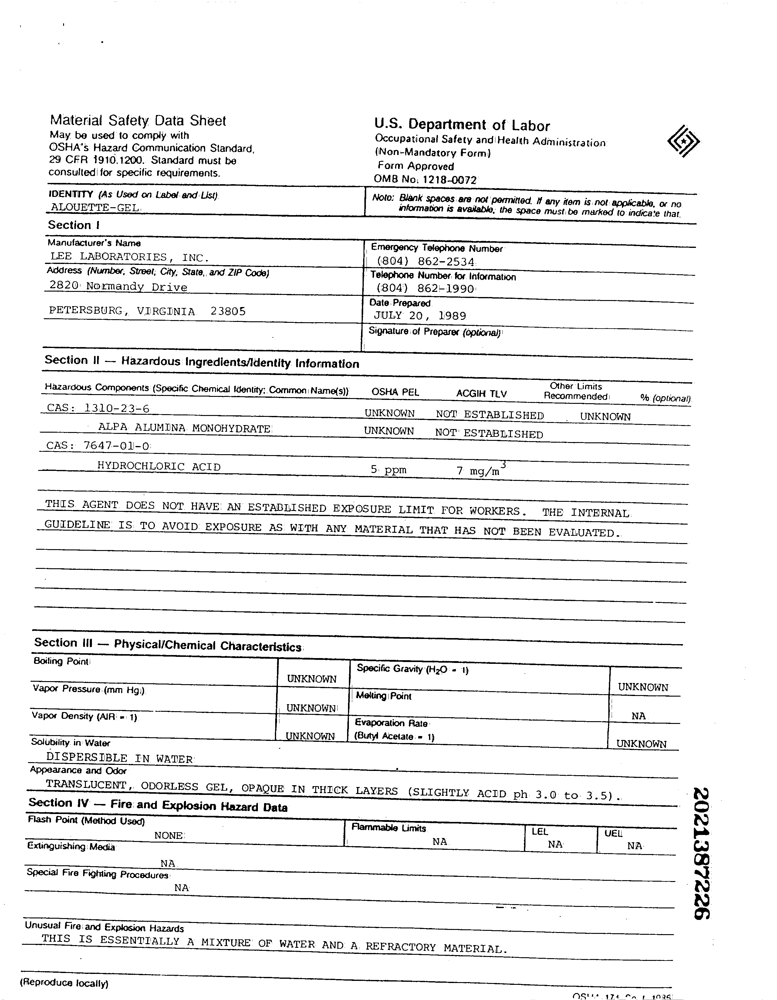 Material Safety Data Sheet
May be used to comply with
OSHA's Hazard Communication Standard,
29 CFR 1910.1200. Standard must be
consulted for specific requirements.
U.S. Department of Labor
Occupational Safety and Health Administration
(Non-Mandatory Form)
Form Approved
OMB No. 1218-0072
IDENTITY (As Used on Label and List)
ALOUETTE-GEL
Note: Blank spaces are not permitted. If any item is not applicable, or no
information is available, the space must be marked to indicate that.
Section I
Manufacturer's Name
LEE LABORATORIES, INC.
Emergency Telephone Number
(804) 862-2534
Address (Number, Street, City, State, and ZIP Code)
2820 Normandy Drive
Telephone Number for Information
(804) 862-1990
PETERSBURG, VIRGINIA 23805
Date Prepared
JULY 20, 1989
Signature of Preparer (optional)
Section II — Hazardous Ingredients/Identity Information
Hazardous Components (Specific Chemical Identity; Common Name(s)) OSHA PEL ACGIH TLV Other Limits Recommended % (optional)
CAS: 1310-23-6 UNKNOWN NOT ESTABLISHED UNKNOWN
ALPA ALUMINA MONOHYDRATE UNKNOWN NOT ESTABLISHED
CAS: 7647-01-0
HYDROCHLORIC ACID 5 ppm 7 mg/m3
THIS AGENT DOES NOT HAVE AN ESTABLISHED EXPOSURE LIMIT FOR WORKERS. THE INTERNAL
GUIDELINE IS TO AVOID EXPOSURE AS WITH ANY MATERIAL THAT HAS NOT BEEN EVALUATED.
Section III — Physical/Chemical Characteristics
Boiling Point UNKNOWN
Specific Gravity (H2O = 1) UNKNOWN
Vapor Pressure (mm Hg.) UNKNOWN
Melting Point NA
Vapor Density (AIR = 1) UNKNOWN
Evaporation Rate
(Butyl Acetate = 1) UNKNOWN
Solubility in Water
DISPERSIBLE IN WATER
Appearance and Odor
TRANSLUCENT, ODORLESS GEL, OPAQUE IN THICK LAYERS (SLIGHTLY ACID ph 3.0 to 3.5).
Section IV — Fire and Explosion Hazard Data
Flash Point (Method Used)
NONE
Flammable Limits
NA
LEL
NA
UEL
NA
Extinguishing Media
NA
Special Fire Fighting Procedures
NA
Unusual Fire and Explosion Hazards
THIS IS ESSENTIALLY A MIXTURE OF WATER AND A REFRACTORY MATERIAL.
(Reproduce locally)
2021387226